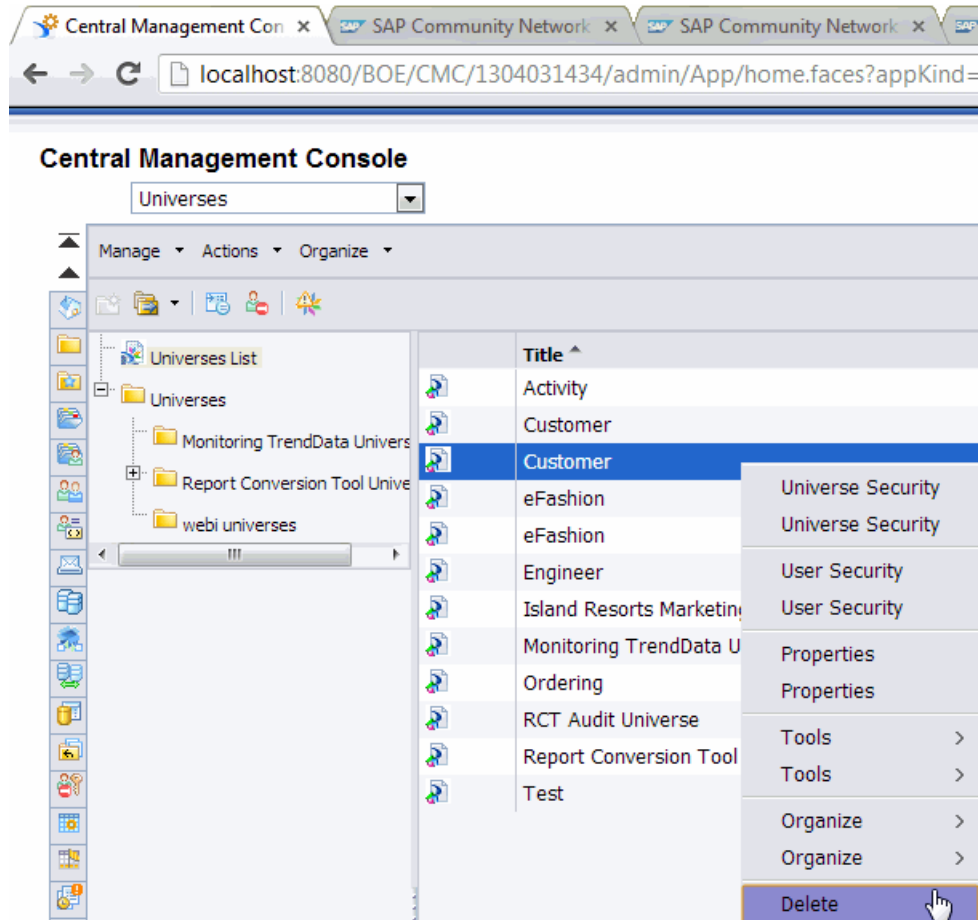 Central Management Con
SAP Community Network
SAP Community Network
localhost:8080/BOE/CMC/1304031434/admin/App/home.faces?appKind=
Central Management Console
Universes
Manage Actions Organize
Universes List
Universes
Monitoring TrendData Univers
Report Conversion Tool Unive
webi universes
Title
Activity
Customer
Customer
eFashion
eFashion
Engineer
Island Resorts Marketing
Monitoring TrendData U
Ordering
RCT Audit Universe
Report Conversion Tool
Test
Universe Security
Universe Security
User Security
User Security
Properties
Properties
Tools
Tools
Organize
Organize
Delete